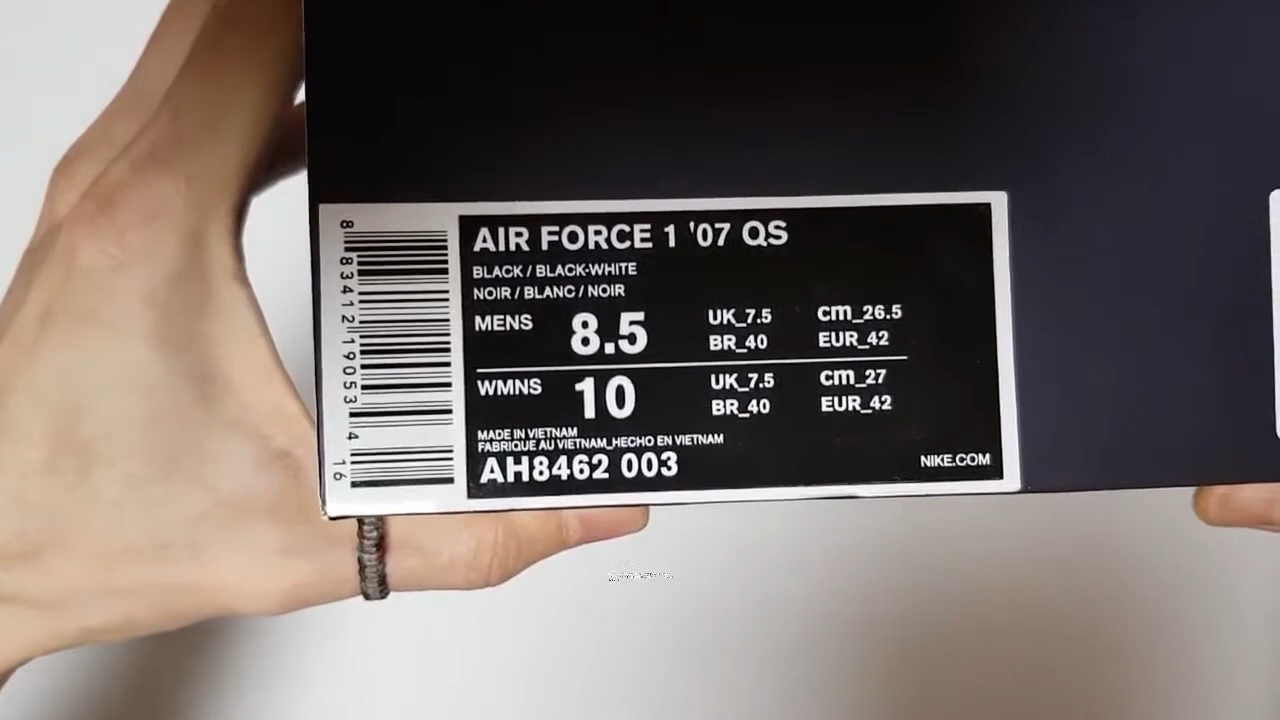 AIR FORCE 1 '07 QS
BLACK / BLACK-WHITE
NOIR / BLANC / NOIR
MENS 8.5 UK_7.5 cm_26.5
BR_40 EUR_42
WMNS 10 UK_7.5 cm_27
BR_40 EUR_42
MADE IN VIETNAM
FABRIQUE AU VIETNAM_HECHO EN VIETNAM
AH8462 003
NIKE.COM
8 83412 19053 4 16